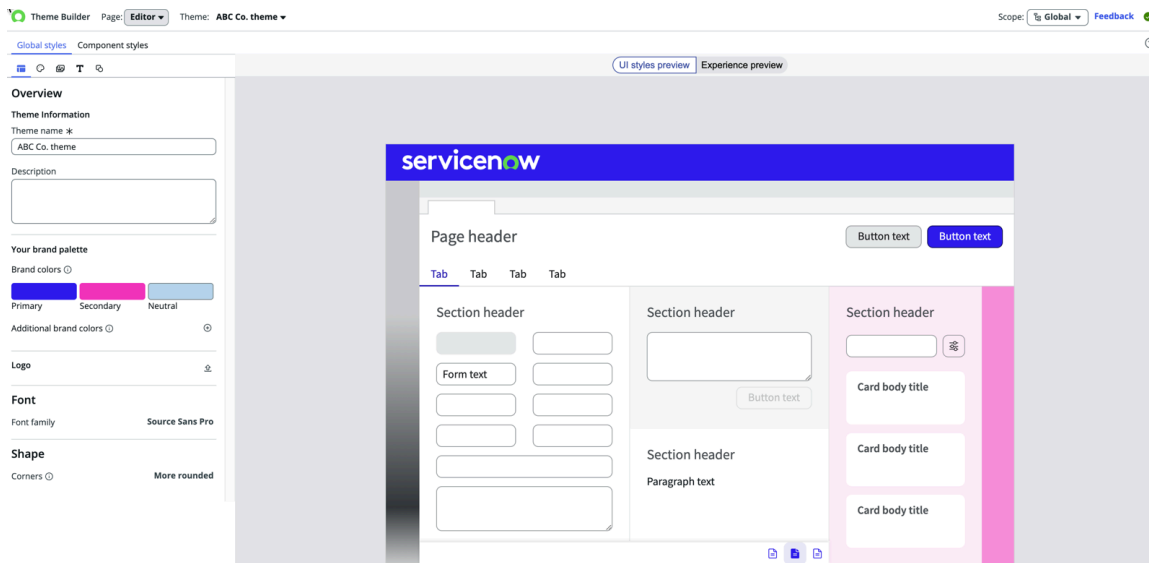 Theme Builder Page: Editor Theme: ABC Co. theme Scope: Global Feedback
Global styles Component styles
UI styles preview Experience preview
Overview
Theme Information
Theme name *
ABC Co. theme
Description
Your brand palette
Brand colors
Primary Secondary Neutral
Additional brand colors
Logo
Font
Font family Source Sans Pro
Shape
Corners More rounded
servicenow
Page header Button text Button text
Tab Tab Tab Tab
Section header
Form text
Section header
Button text
Section header
Paragraph text
Section header
Card body title
Card body title
Card body title